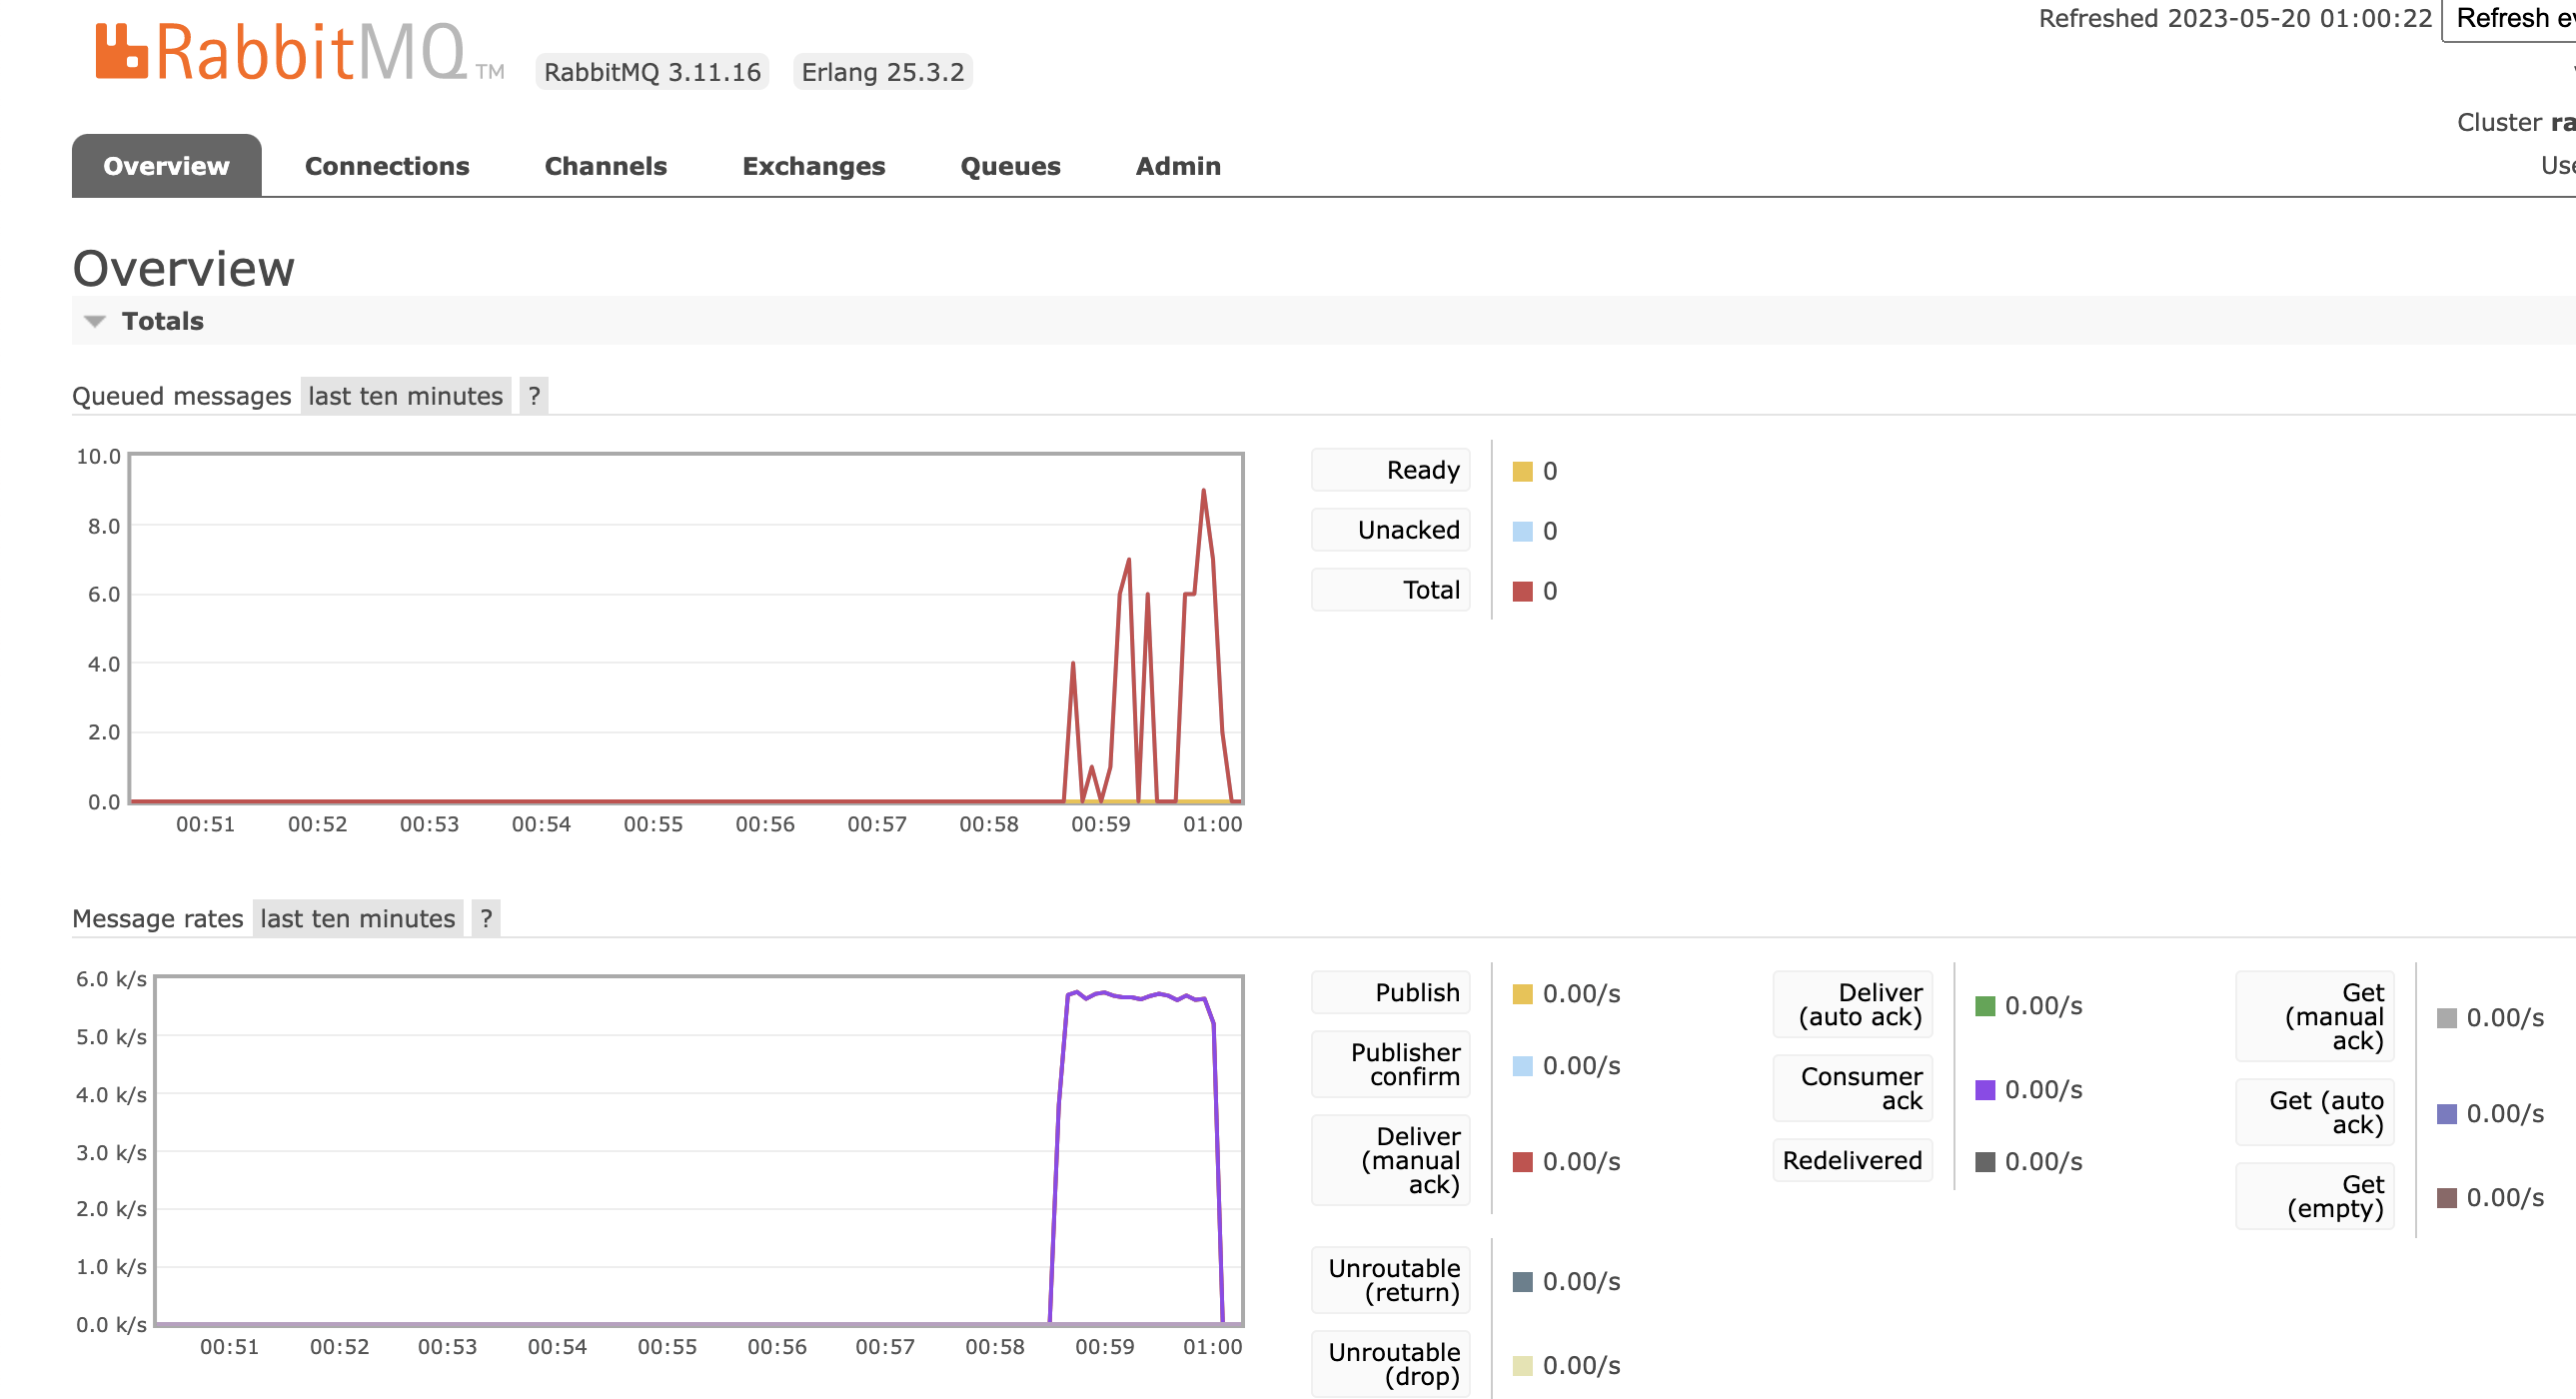 Refreshed 2023-05-20 01:00:22 Refresh
RabbitMQ TM RabbitMQ 3.11.16 Erlang 25.3.2
Cluster
Overview Connections Channels Exchanges Queues Admin
Overview
Totals
Queued messages last ten minutes ?
10.0
8.0
6.0
4.0
2.0
0.0
00:51 00:52 00:53 00:54 00:55 00:56 00:57 00:58 00:59 01:00
Ready 0
Unacked 0
Total 0
Message rates last ten minutes ?
6.0 k/s
5.0 k/s
4.0 k/s
3.0 k/s
2.0 k/s
1.0 k/s
0.0 k/s
00:51 00:52 00:53 00:54 00:55 00:56 00:57 00:58 00:59 01:00
Publish 0.00/s
Publisher
confirm 0.00/s
Deliver
(manual 0.00/s
ack)
Deliver
(auto ack) 0.00/s
Consumer
ack 0.00/s
Redelivered 0.00/s
Get
(manual 0.00/s
ack)
Get (auto
ack) 0.00/s
Get
(empty) 0.00/s
Unroutable
(return) 0.00/s
Unroutable
(drop) 0.00/s